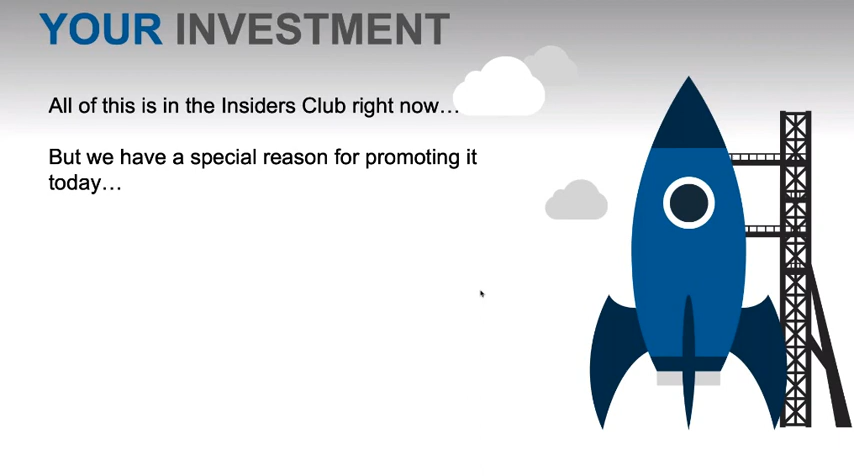 YOUR INVESTMENT
All of this is in the Insiders Club right now…
But we have a special reason for promoting it
today…